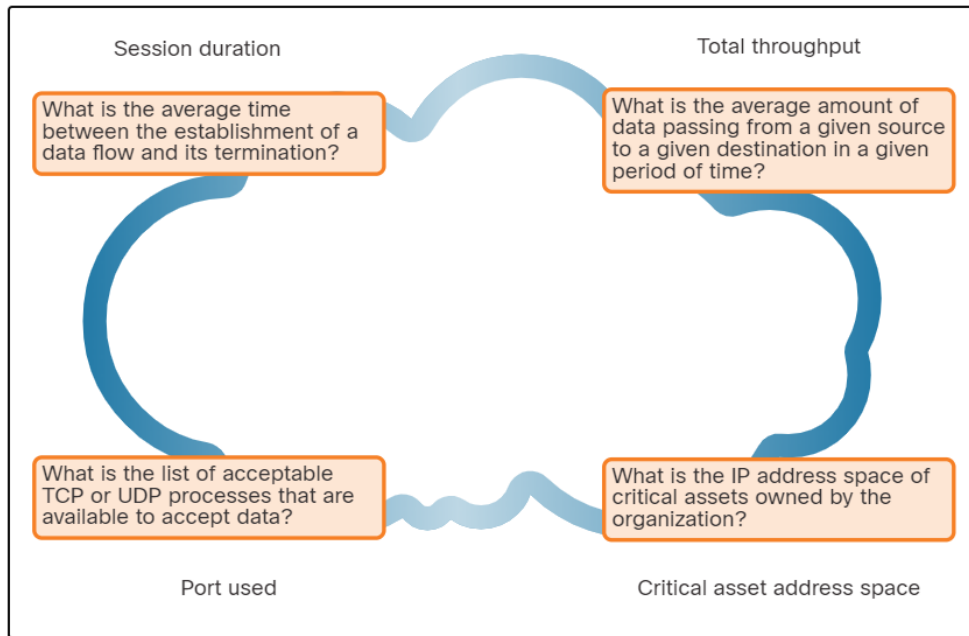 Session duration
Total throughput
What is the average time
between the establishment of a
data flow and its termination?
What is the average amount of
data passing from a given source
to a given destination in a given
period of time?
What is the list of acceptable
TCP or UDP processes that are
available to accept data?
What is the IP address space of
critical assets owned by the
organization?
Port used
Critical asset address space